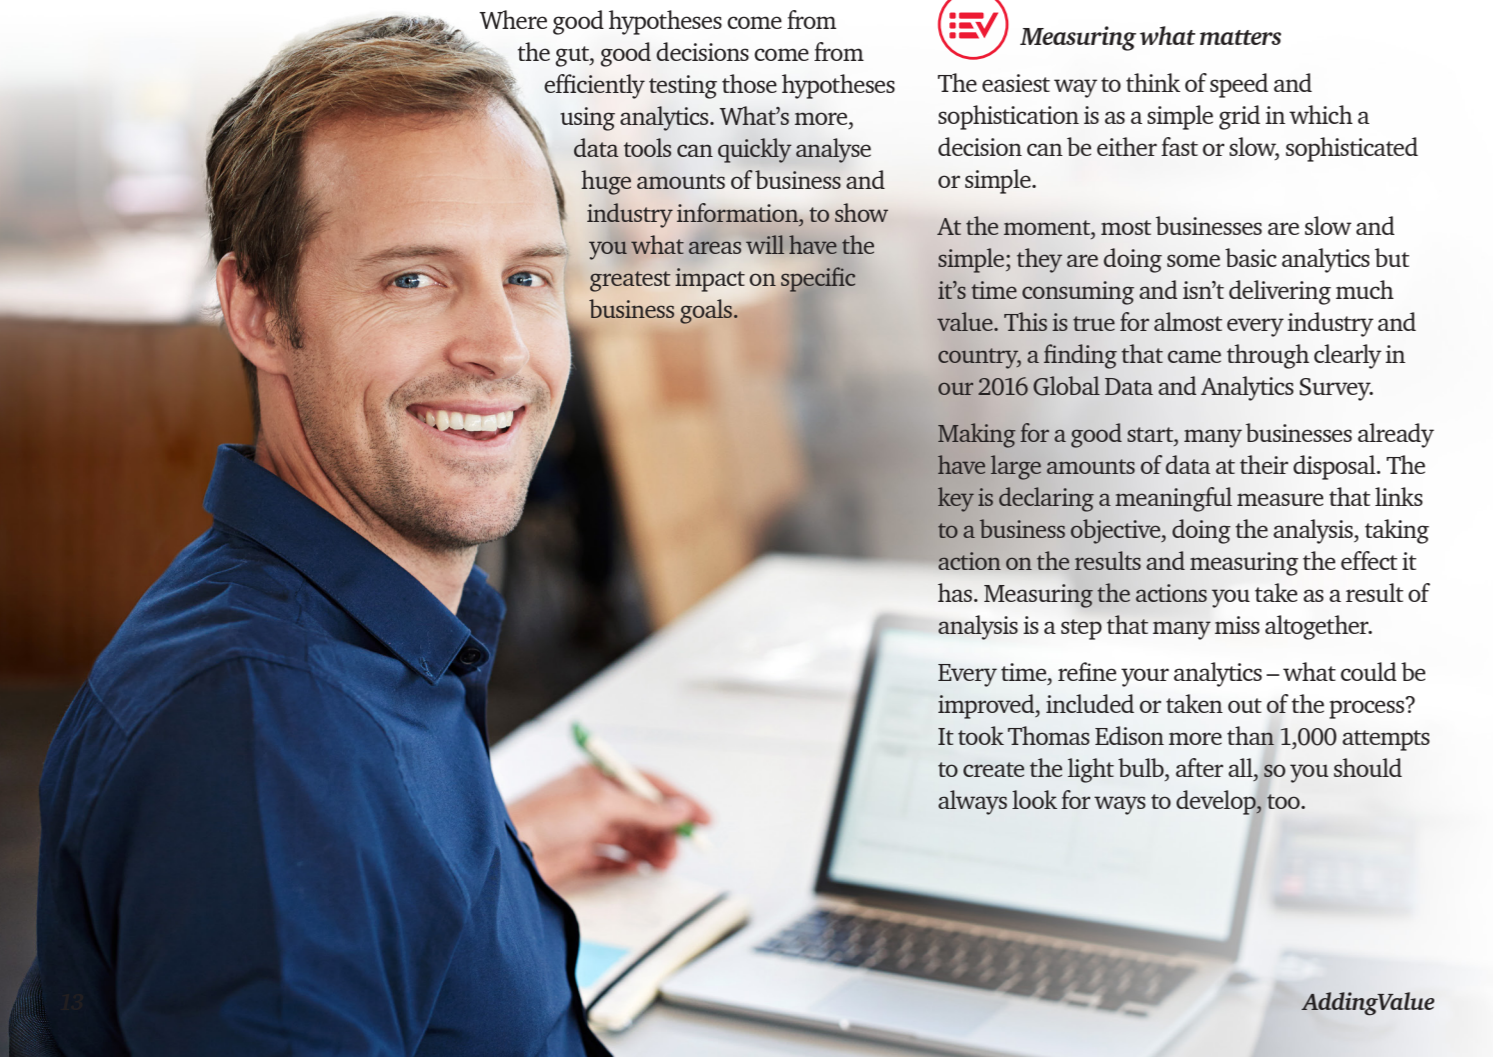 Where good hypotheses come from
the gut, good decisions come from
efficiently testing those hypotheses
using analytics. What’s more,
data tools can quickly analyse
huge amounts of business and
industry information, to show
you what areas will have the
greatest impact on specific
business goals.
Measuring what matters
The easiest way to think of speed and
sophistication is as a simple grid in which a
decision can be either fast or slow, sophisticated
or simple.
At the moment, most businesses are slow and
simple; they are doing some basic analytics but
it’s time consuming and isn’t delivering much
value. This is true for almost every industry and
country, a finding that came through clearly in
our 2016 Global Data and Analytics Survey.
Making for a good start, many businesses already
have large amounts of data at their disposal. The
key is declaring a meaningful measure that links
to a business objective, doing the analysis, taking
action on the results and measuring the effect it
has. Measuring the actions you take as a result of
analysis is a step that many miss altogether.
Every time, refine your analytics – what could be
improved, included or taken out of the process?
It took Thomas Edison more than 1,000 attempts
to create the light bulb, after all, so you should
always look for ways to develop, too.
13
AddingValue